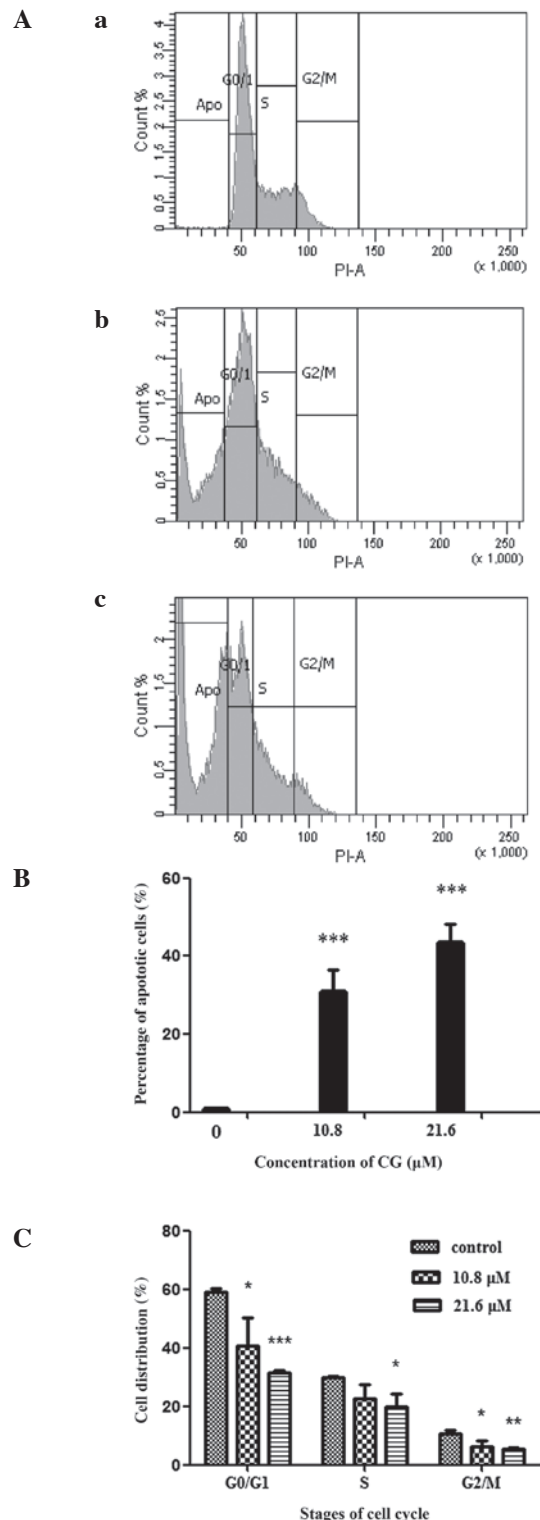 A a
4
3.5
3
2.5
2
1.5
1
0.5
0
Count %
Apo
G0/1
S
G2/M
50 100 150 200 250
(x 1,000)
PI-A
b
2.5
2
1.5
1
0.5
0
Count %
Apo
G0/1
S
G2/M
50 100 150 200 250
(x 1,000)
PI-A
c
2
1.5
1
0.5
0
Count %
Apo
G0/1
S
G2/M
50 100 150 200 250
(x 1,000)
PI-A
B
Percentage of apoptotic cells (%)
60
40
20
0
***
***
0 10.8 21.6
Concentration of CG (µM)
C
Cell distribution (%)
80
60
40
20
0
control
10.8 µM
21.6 µM
*
***
*
*
**
G0/G1 S G2/M
Stages of cell cycle